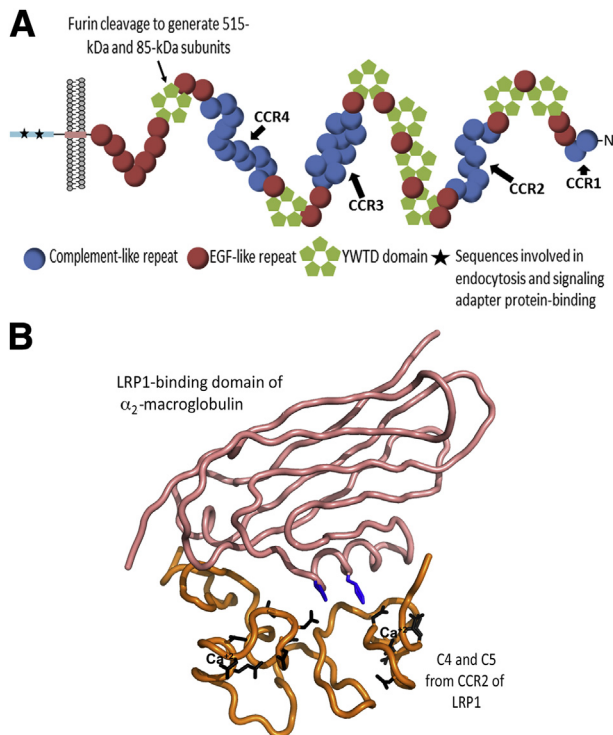 A
Furin cleavage to generate 515-
kDa and 85-kDa subunits
CCR4
CCR3
CCR2
CCR1
N
Complement-like repeat
EGF-like repeat
YWTD domain
Sequences involved in
endocytosis and signaling
adapter protein-binding
B
LRP1-binding domain of
α₂-macroglobulin
Ca²⁺
Ca²⁺
C4 and C5
from CCR2 of
LRP1